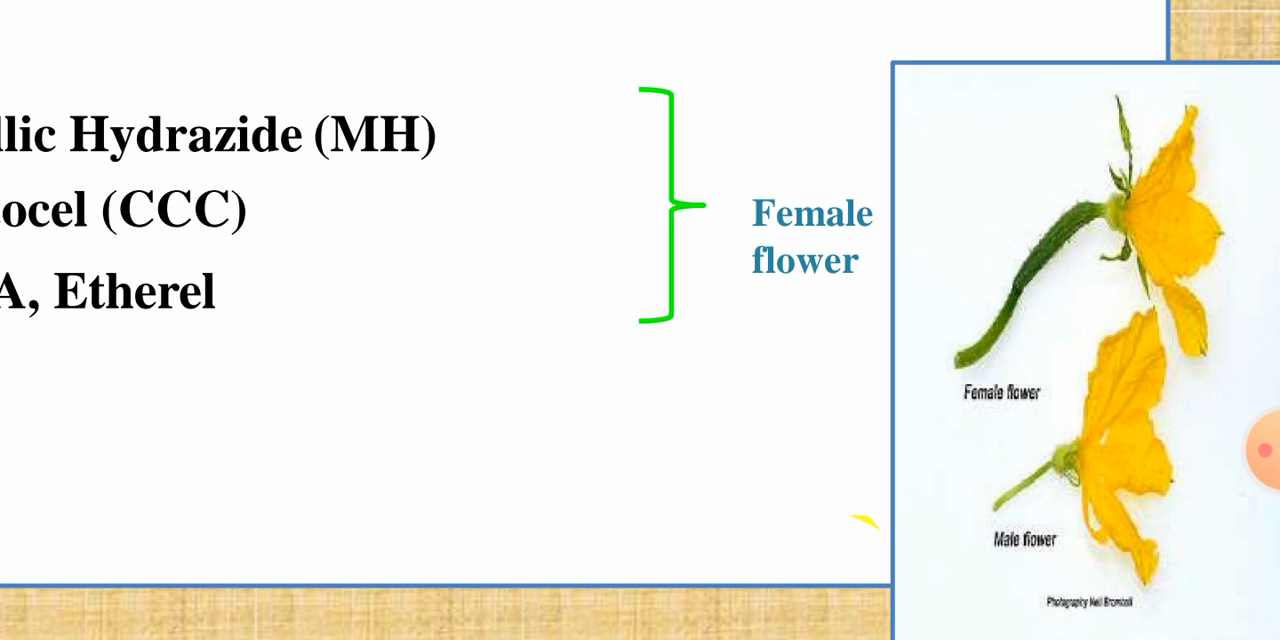 llic Hydrazide (MH)
ocel (CCC)
A, Etherel
Female
flower
Female flower
Male flower
Photography Neil Bromhall